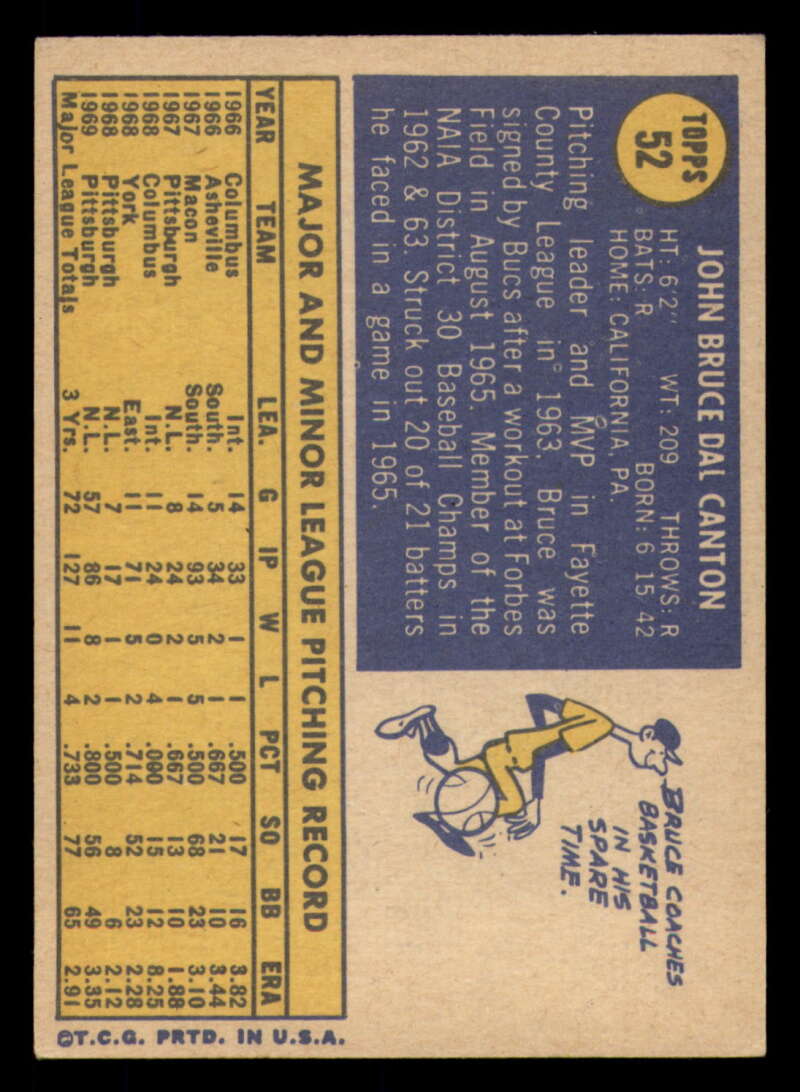 TOPPS
52
JOHN BRUCE DAL CANTON
HT: 6'2" WT: 209 THROWS: R
BATS: R BORN: 6 15 42
HOME: CALIFORNIA, PA.
Pitching leader and MVP in Fayette
County League in 1963, Bruce was
signed by Bucs after a workout at Forbes
Field in August 1965. Member of the
NAIA District 30 Baseball Champs in
1962 & 63. Struck out 20 of 21 batters
he faced in a game in 1965.
BRUCE COACHES
BASKETBALL
IN HIS
SPARE
TIME.
MAJOR AND MINOR LEAGUE PITCHING RECORD
YEAR TEAM LEA. G IP W L PCT SO BB ERA
1966 Columbus Int. 14 33 1 1 .500 17 16 3.82
1966 Asheville South. 5 34 2 1 .667 21 10 3.44
1967 Macon South. 14 93 5 5 .500 68 23 3.10
1967 Pittsburgh N.L. 8 24 2 1 .667 13 10 1.88
1968 Columbus Int. 11 24 0 4 .000 15 12 8.25
1968 York East. 11 71 5 2 .714 52 23 2.28
1968 Pittsburgh N.L. 7 17 1 1 .500 8 6 2.12
1969 Pittsburgh N.L. 57 86 8 2 .800 56 49 3.35
Major League Totals 3 Yrs. 72 127 11 4 .733 77 65 2.91
©T.C.G. PRTD. IN U.S.A.